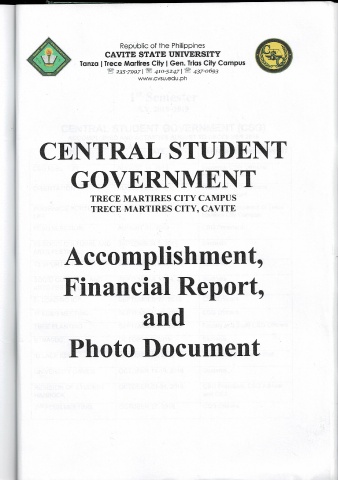 Republic of the Philippines
CAVITE STATE UNIVERSITY
Tanza | Trece Martires City | Gen. Trias City Campus
☏ 235-7997 | ☏ 410-5247 | ☏ 437-0693
www.cvsu.edu.ph
CENTRAL STUDENT
GOVERNMENT
TRECE MARTIRES CITY CAMPUS
TRECE MARTIRES CITY, CAVITE
Accomplishment,
Financial Report,
and
Photo Document